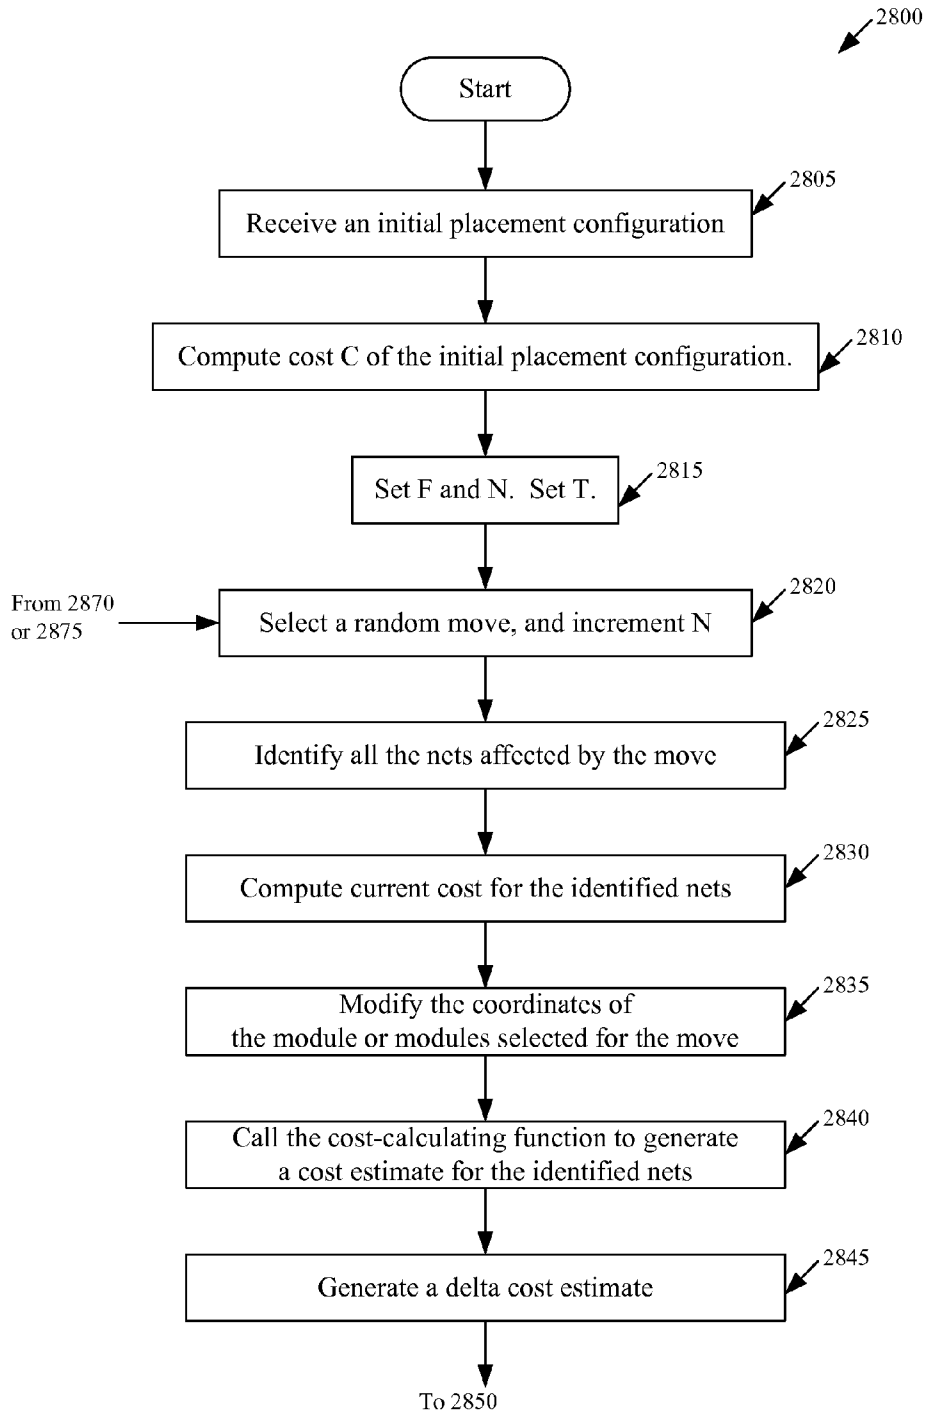 2800
Start
2805
Receive an initial placement configuration
2810
Compute cost C of the initial placement configuration.
2815
Set F and N.  Set T.
From 2870
or 2875
2820
Select a random move, and increment N
2825
Identify all the nets affected by the move
2830
Compute current cost for the identified nets
2835
Modify the coordinates of
the module or modules selected for the move
2840
Call the cost-calculating function to generate
a cost estimate for the identified nets
2845
Generate a delta cost estimate
To 2850